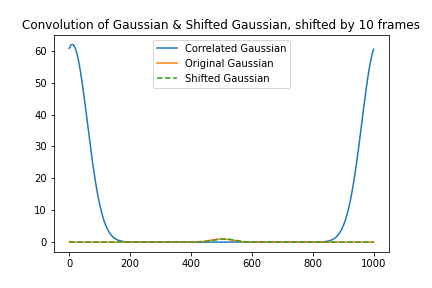 Convolution of Gaussian & Shifted Gaussian, shifted by 10 frames
Correlated Gaussian
Original Gaussian
Shifted Gaussian
60
50
40
30
20
10
0
0 200 400 600 800 1000